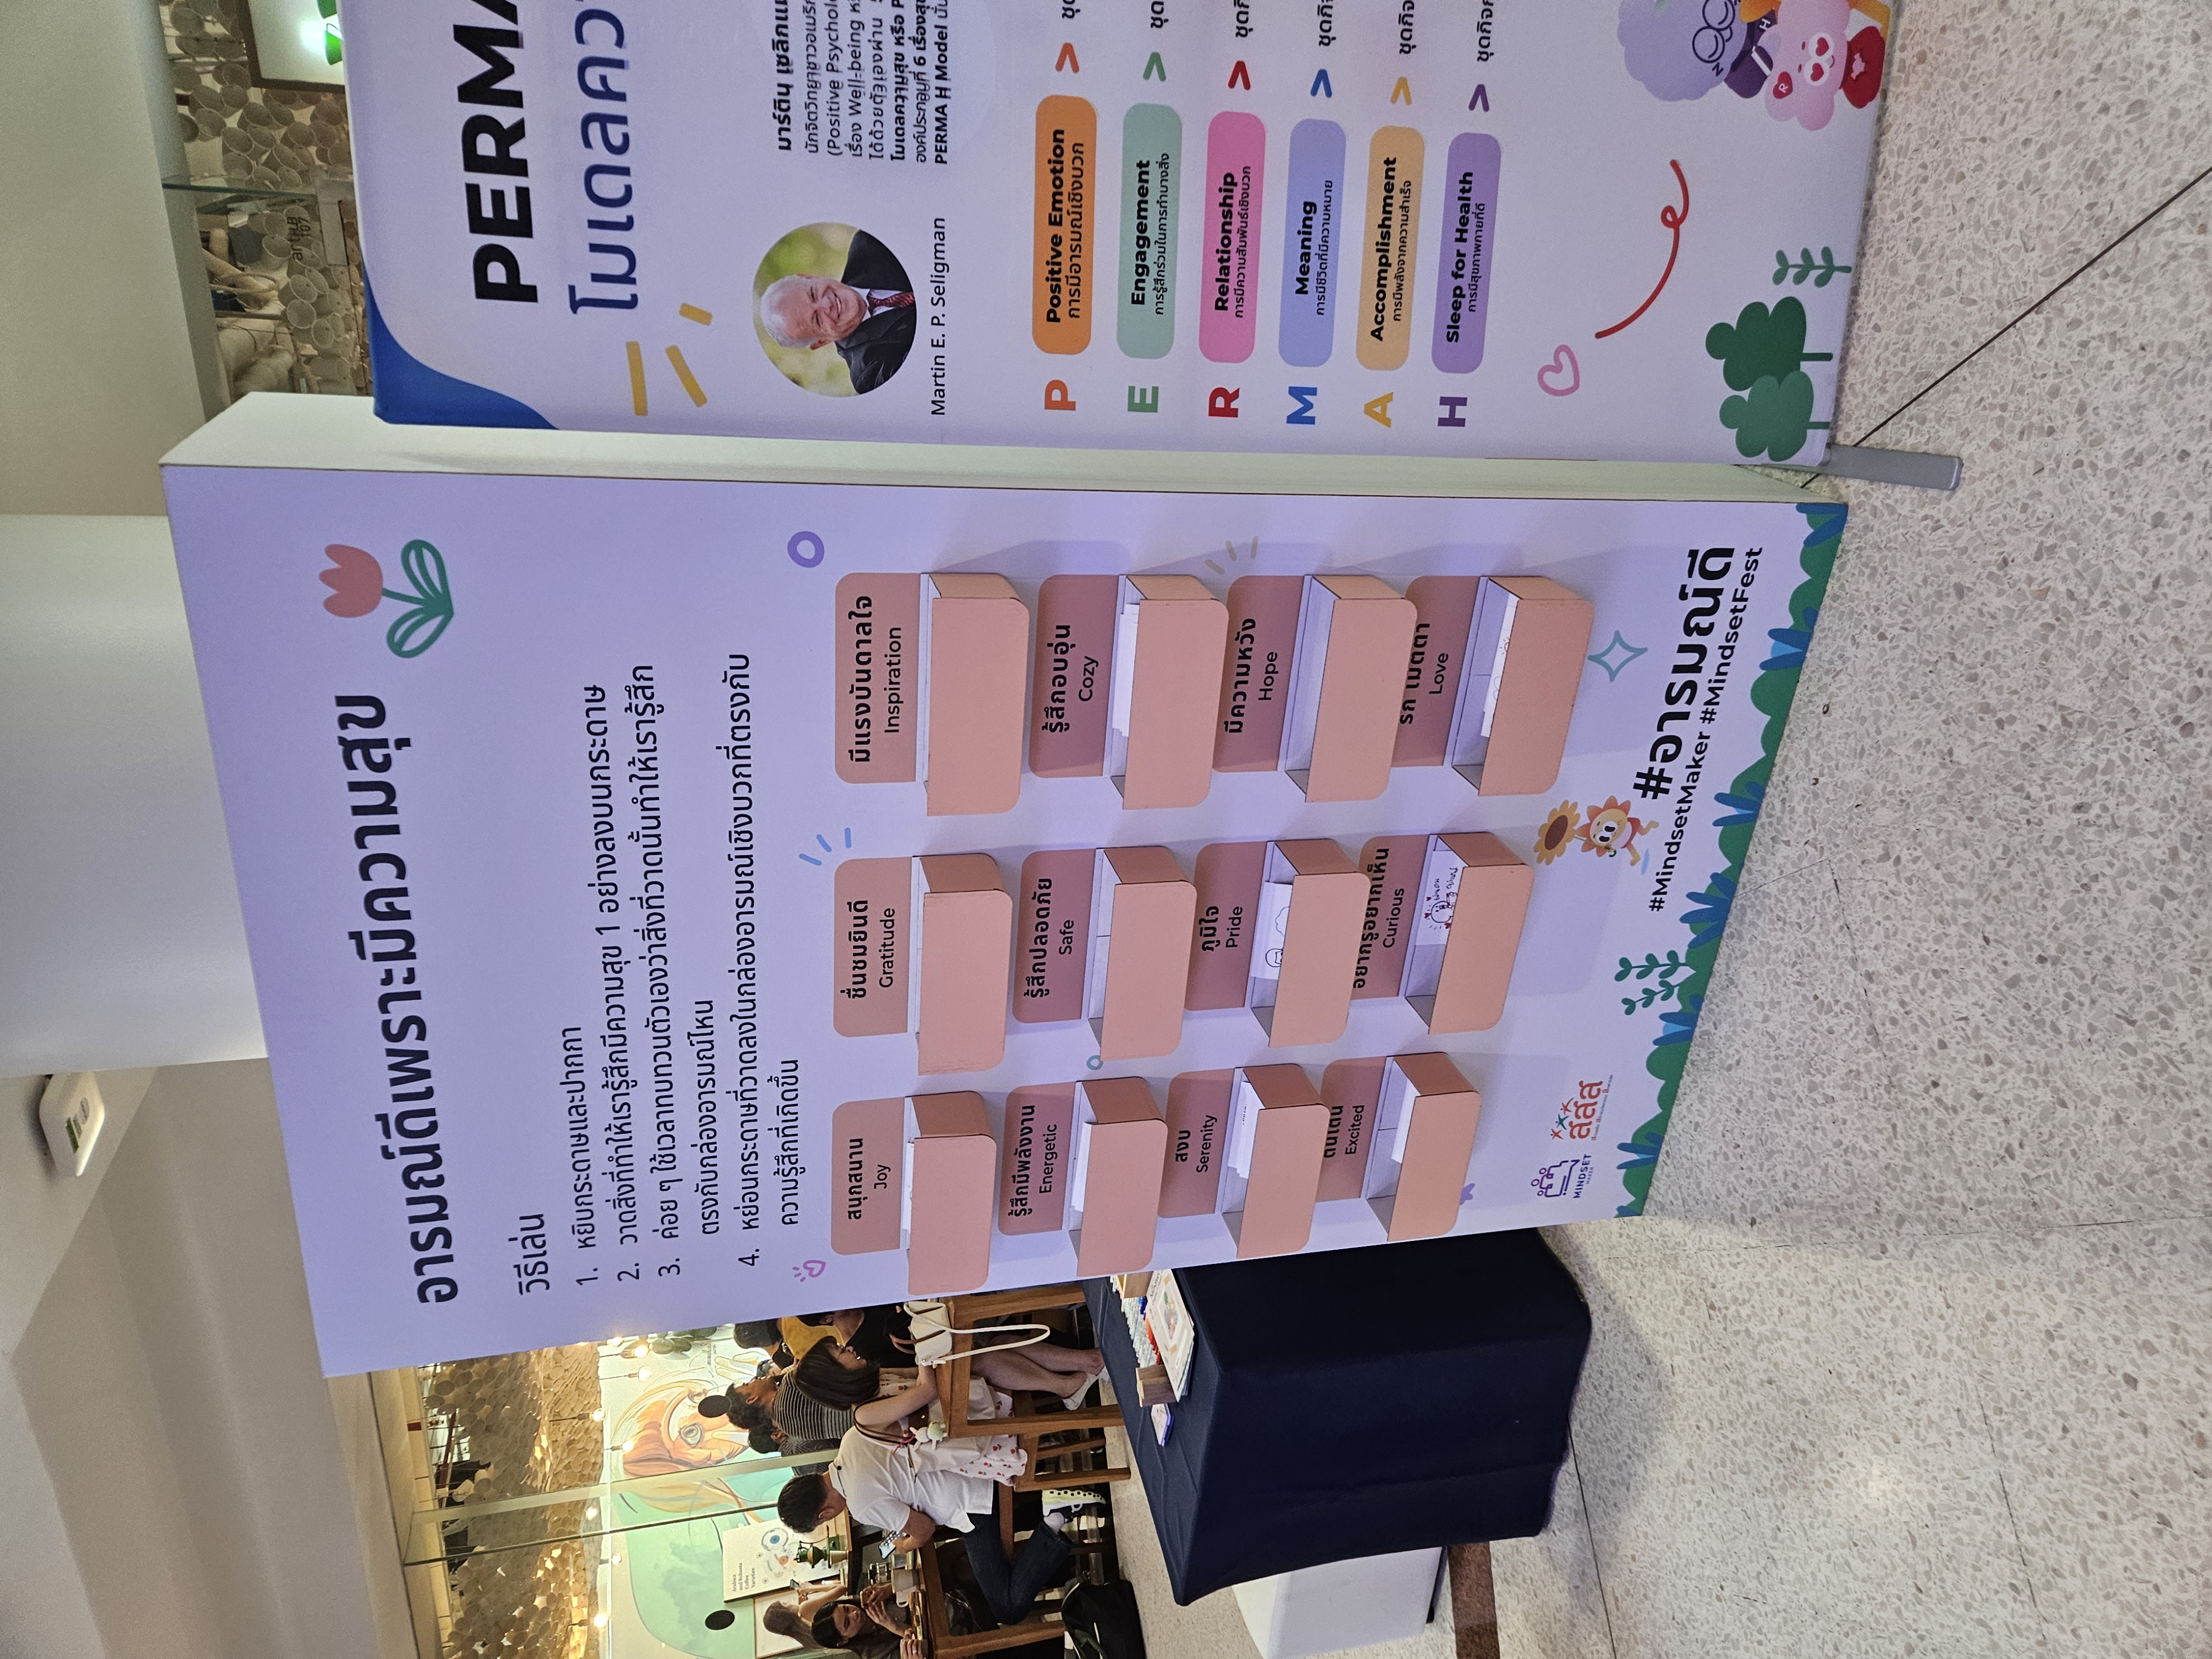 อารมณ์ดีเพราะมีความสุข
วิธีเล่น
1. หยิบกระดาษและปากกา
2. วาดสิ่งที่ทำให้เรารู้สึกมีความสุข 1 อย่างลงบนกระดาษ
3. ค่อย ๆ ใช้เวลาทบทวนตัวเองว่าสิ่งที่วาดนั้นทำให้เรารู้สึก
ตรงกับกล่องอารมณ์ไหน
4. หย่อนกระดาษที่วาดลงในกล่องอารมณ์เชิงบวกที่ตรงกับ
ความรู้สึกที่เกิดขึ้น
สนุกสนาน
Joy
ชื่นชมยินดี
Gratitude
มีแรงบันดาลใจ
Inspiration
รู้สึกมีพลังงาน
Energetic
รู้สึกปลอดภัย
Safe
รู้สึกอบอุ่น
Cozy
สงบ
Serenity
ภูมิใจ
Pride
มีความหวัง
Hope
ตื่นเต้น
Excited
อยากรู้อยากเห็น
Curious
รัก เมตตา
Love
MINDSET
MAKER
สสส
#อารมณ์ดี
#MindsetMaker #MindsetFest
PERMA
โมเดลควา
มาร์ติน เซลิกแม
นักจิตวิทยาชาวอเมริก
(Positive Psycholo
เรื่อง Well-being ห
ได้ด้วยตัวเองผ่าน 5
โมเดลความสุข หรือ P
องค์ประกอบที่ 6 เรื่องสุ
PERMA H Model นั่น
Martin E. P. Seligman
P Positive Emotion > ชุด
การมีอารมณ์เชิงบวก
E Engagement > ชุด
การรู้สึกร่วมในการทำบางสิ่ง
R Relationship > ชุดกิ
การมีความสัมพันธ์เชิงบวก
M Meaning > ชุดกิจ
การมีชีวิตที่มีความหมาย
A Accomplishment > ชุดกิจ
การมีพลังจากความสำเร็จ
H Sleep for Health > ชุดกิจก
การมีสุขภาพกายที่ดี
H
R
Arabica
and Robusta
Coffee
Varieties